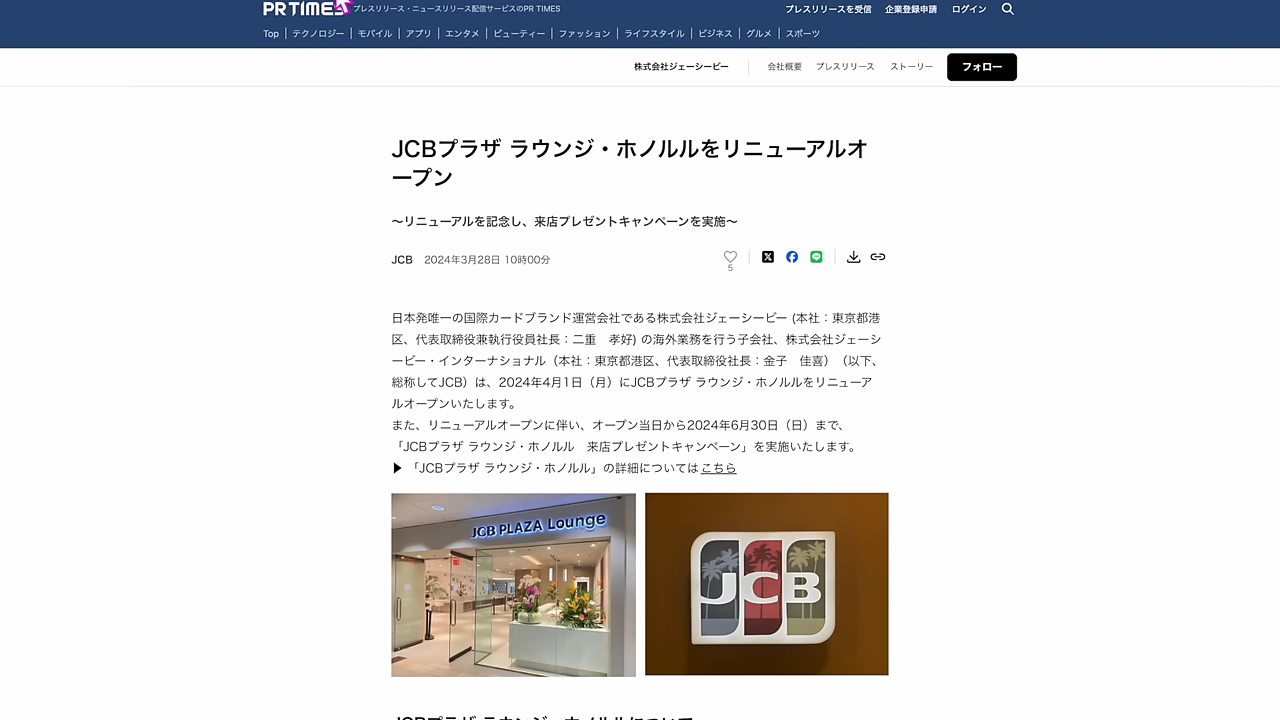 PR TIMES プレスリリース・ニュースリリース配信サービスのPR TIMES
プレスリリースを受信 企業登録申請 ログイン
Top テクノロジー モバイル アプリ エンタメ ビューティー ファッション ライフスタイル ビジネス グルメ スポーツ
株式会社ジェーシービー 会社概要 プレスリリース ストーリー フォロー
JCBプラザ ラウンジ・ホノルルをリニューアルオ
ープン
〜リニューアルを記念し、来店プレゼントキャンペーンを実施〜
JCB 2024年3月28日 10時00分
5
日本発唯一の国際カードブランド運営会社である株式会社ジェーシービー (本社：東京都港
区、代表取締役兼執行役員社長：二重　孝好) の海外業務を行う子会社、株式会社ジェーシ
ービー・インターナショナル（本社：東京都港区、代表取締役社長：金子　佳喜）（以下、
総称してJCB）は、2024年4月1日（月）にJCBプラザ ラウンジ・ホノルルをリニューア
ルオープンいたします。
また、リニューアルオープンに伴い、オープン当日から2024年6月30日（日）まで、
「JCBプラザ ラウンジ・ホノルル　来店プレゼントキャンペーン」を実施いたします。
▶ 「JCBプラザ ラウンジ・ホノルル」の詳細についてはこちら
JCB PLAZA Lounge
JCB
JCBプラザ ラウンジ・ホノルルについて